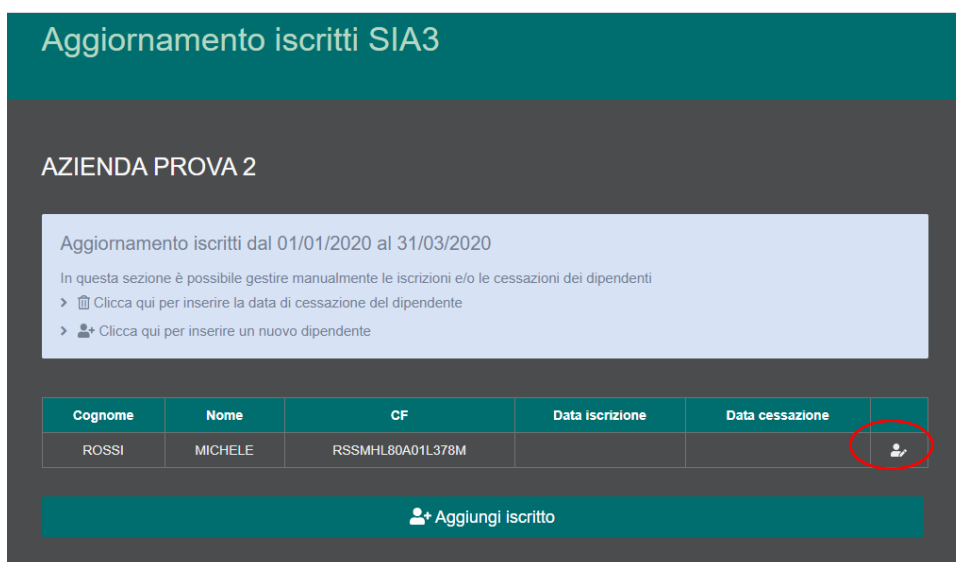 Aggiornamento iscritti SIA3
AZIENDA PROVA 2
Aggiornamento iscritti dal 01/01/2020 al 31/03/2020
In questa sezione è possibile gestire manualmente le iscrizioni e/o le cessazioni dei dipendenti
> Clicca qui per inserire la data di cessazione del dipendente
> Clicca qui per inserire un nuovo dipendente
Cognome Nome CF Data iscrizione Data cessazione
ROSSI MICHELE RSSMHL80A01L378M
Aggiungi iscritto